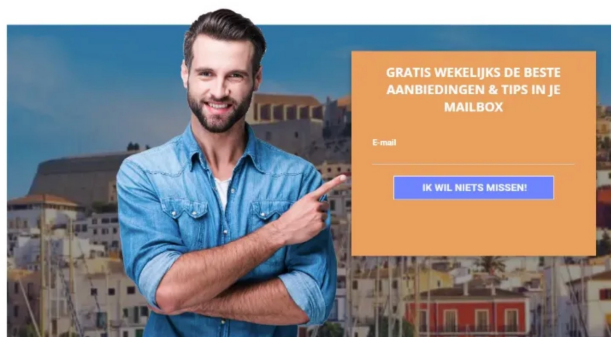 GRATIS WEKELIJKS DE BESTE
AANBIEDINGEN & TIPS IN JE
MAILBOX
E-mail
IK WIL NIETS MISSEN!